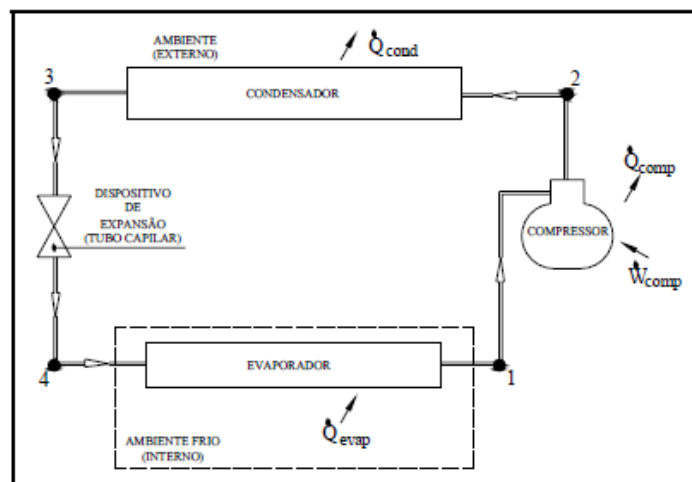 AMBIENTE
(EXTERNO)
Q̇cond
3
CONDENSADOR
2
Q̇comp
DISPOSITIVO
DE
EXPANSÃO
(TUBO CAPILAR)
COMPRESSOR
Ẇcomp
4
EVAPORADOR
1
Q̇evap
AMBIENTE FRIO
(INTERNO)